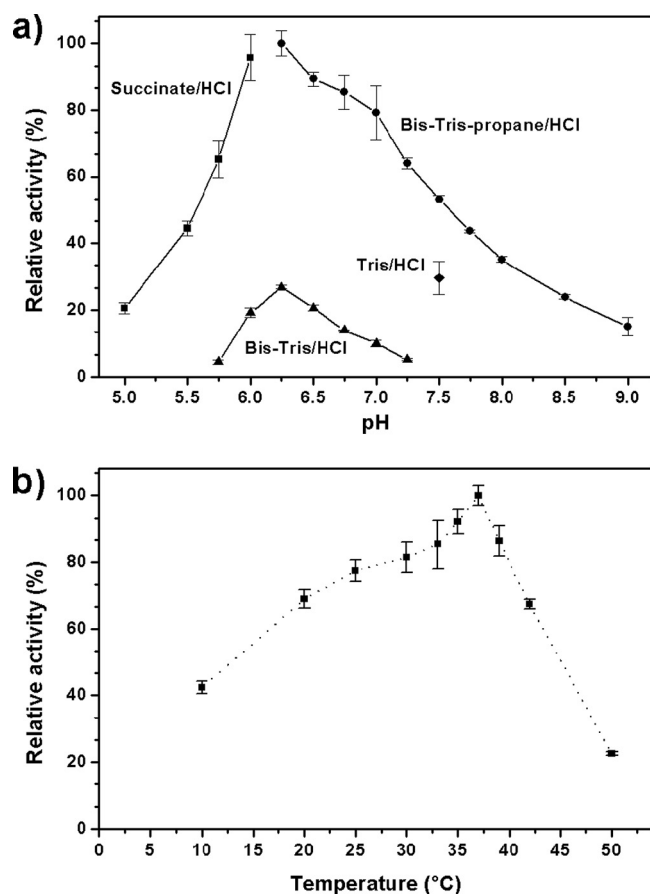 a)
100
80
60
40
20
0
Relative activity (%)
Succinate/HCl
Bis-Tris-propane/HCl
Tris/HCl
Bis-Tris/HCl
5.0 5.5 6.0 6.5 7.0 7.5 8.0 8.5 9.0
pH
b)
100
80
60
40
20
0
Relative activity (%)
0 5 10 15 20 25 30 35 40 45 50
Temperature (°C)